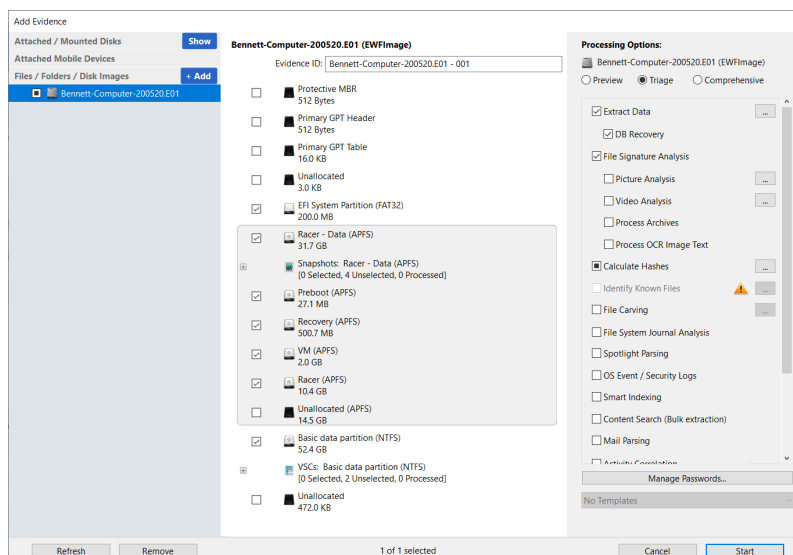 Add Evidence
Attached / Mounted Disks
Show
Attached Mobile Devices
Files / Folders / Disk Images
+ Add
Bennett-Computer-200520.E01
Bennett-Computer-200520.E01 (EWFImage)
Evidence ID: Bennett-Computer-200520.E01 - 001
Protective MBR
512 Bytes
Primary GPT Header
512 Bytes
Primary GPT Table
16.0 KB
Unallocated
3.0 KB
EFI System Partition (FAT32)
200.0 MB
Racer - Data (APFS)
31.7 GB
Snapshots: Racer - Data (APFS)
[0 Selected, 4 Unselected, 0 Processed]
Preboot (APFS)
27.1 MB
Recovery (APFS)
500.7 MB
VM (APFS)
2.0 GB
Racer (APFS)
10.4 GB
Unallocated (APFS)
14.5 GB
Basic data partition (NTFS)
52.4 GB
VSCs: Basic data partition (NTFS)
[0 Selected, 2 Unselected, 0 Processed]
Unallocated
472.0 KB
Processing Options:
Bennett-Computer-200520.E01 (EWFImage)
Preview Triage Comprehensive
Extract Data ...
DB Recovery
File Signature Analysis
Picture Analysis ...
Video Analysis ...
Process Archives
Process OCR Image Text
Calculate Hashes ...
Identify Known Files ...
File Carving ...
File System Journal Analysis
Spotlight Parsing
OS Event / Security Logs
Smart Indexing
Content Search (Bulk extraction)
Mail Parsing
Activity Correlation
Manage Passwords...
No Templates
Refresh Remove 1 of 1 selected Cancel Start